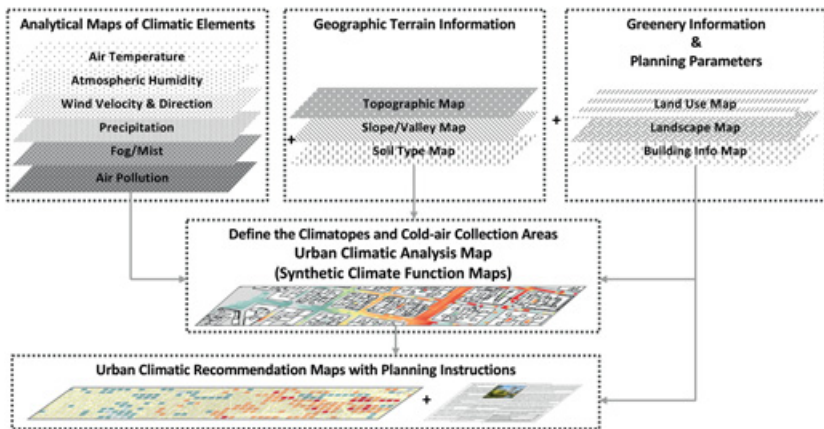 Analytical Maps of Climatic Elements
Air Temperature
Atmospheric Humidity
Wind Velocity & Direction
Precipitation
Fog/Mist
Air Pollution
+
Geographic Terrain Information
Topographic Map
Slope/Valley Map
Soil Type Map
+
Greenery Information
&
Planning Parameters
Land Use Map
Landscape Map
Building Info Map
Define the Climatopes and Cold-air Collection Areas
Urban Climatic Analysis Map
(Synthetic Climate Function Maps)
Urban Climatic Recommendation Maps with Planning Instructions
+